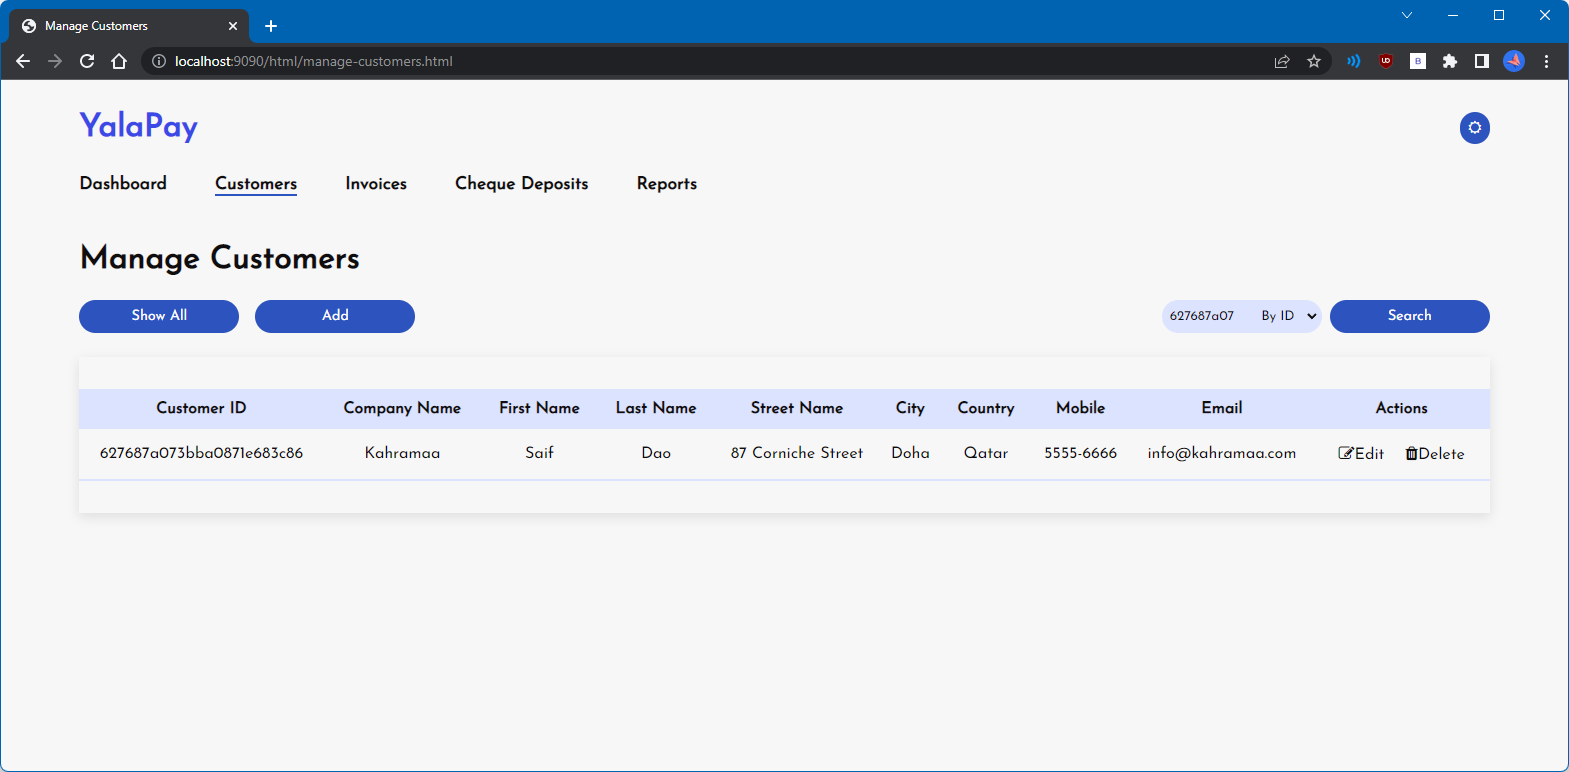 Manage Customers
localhost:9090/html/manage-customers.html
YalaPay
Dashboard Customers Invoices Cheque Deposits Reports
Manage Customers
Show All Add 627687a07 By ID Search
Customer ID Company Name First Name Last Name Street Name City Country Mobile Email Actions
627687a073bba0871e683c86 Kahramaa Saif Dao 87 Corniche Street Doha Qatar 5555-6666 info@kahramaa.com Edit Delete